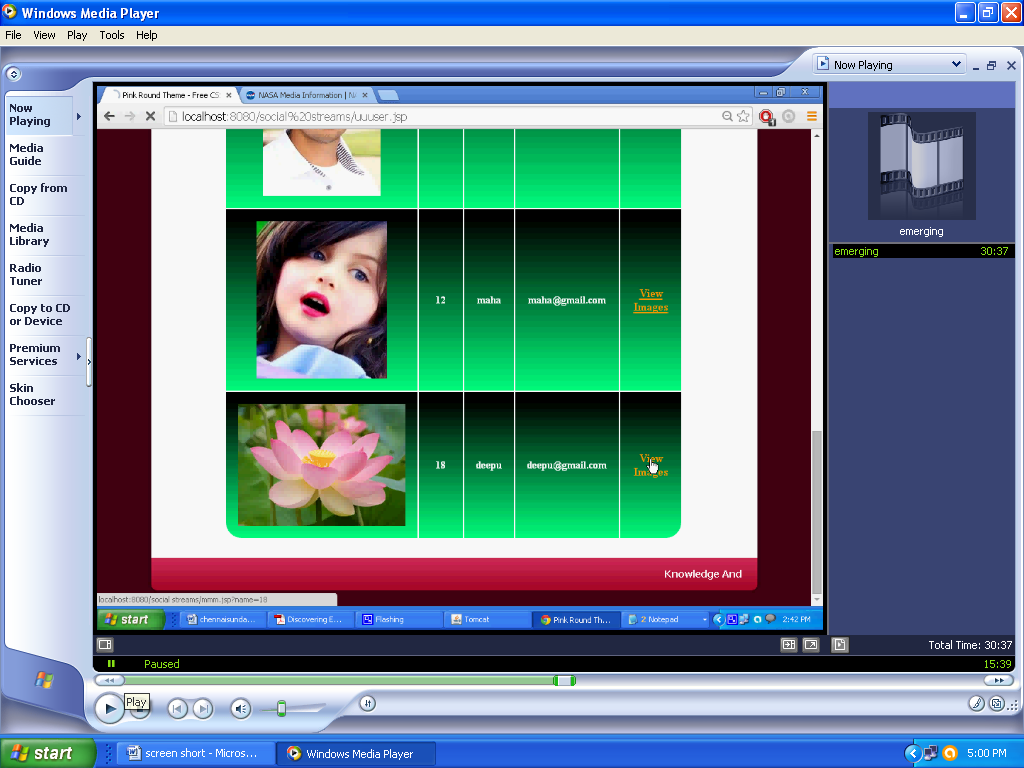 Windows Media Player
File View Play Tools Help
Now Playing
Now
Playing
Media
Guide
Copy from
CD
Media
Library
Radio
Tuner
Copy to CD
or Device
Premium
Services
Skin
Chooser
Pink Round Theme - Free CS
NASA Media Information | N
localhost:8080/social%20streams/uuuser.jsp
12 maha maha@gmail.com View
Images
18 deepu deepu@gmail.com View
Images
Knowledge And
localhost:8080/social streams/mmm.jsp?name=18
start chennaisunda... Discovering E... Flashing Tomcat Pink Round Th... 2 Notepad 2:42 PM
emerging
emerging 30:37
Total Time: 30:37
Paused 15:39
Play
start screen short - Micros... Windows Media Player 5:00 PM